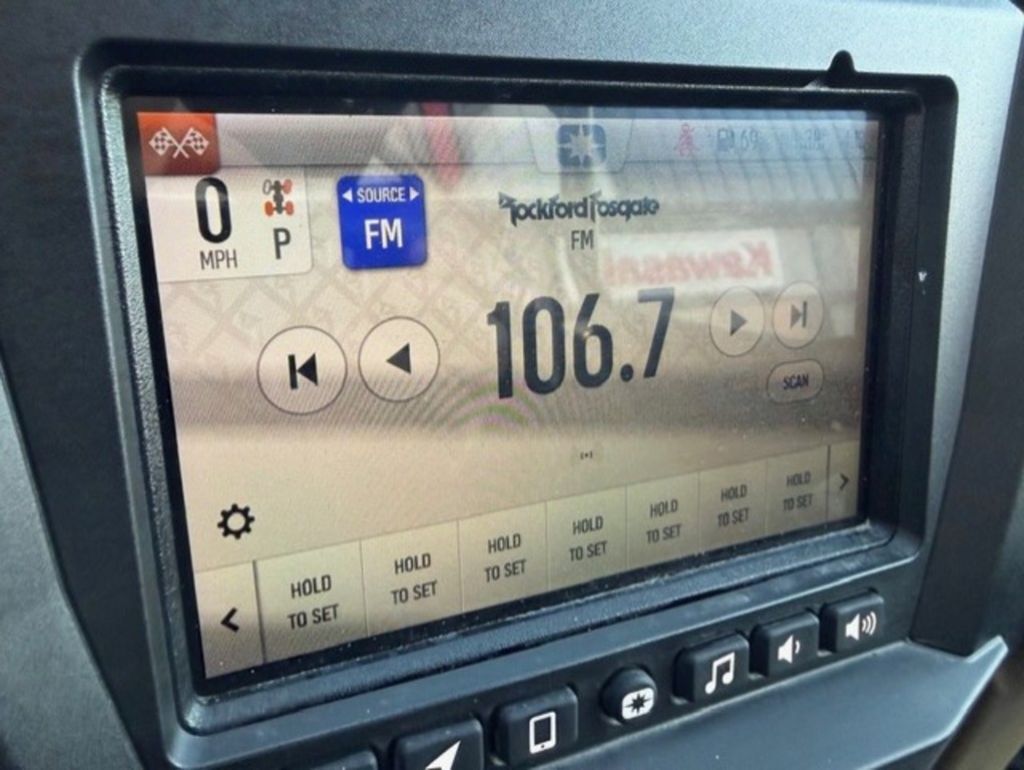 69
0
MPH
P
SOURCE
FM
Rockford Fosgate
FM
106.7
SCAN
HOLD TO SET
HOLD TO SET
HOLD TO SET
HOLD TO SET
HOLD TO SET
HOLD TO SET
HOLD TO SET